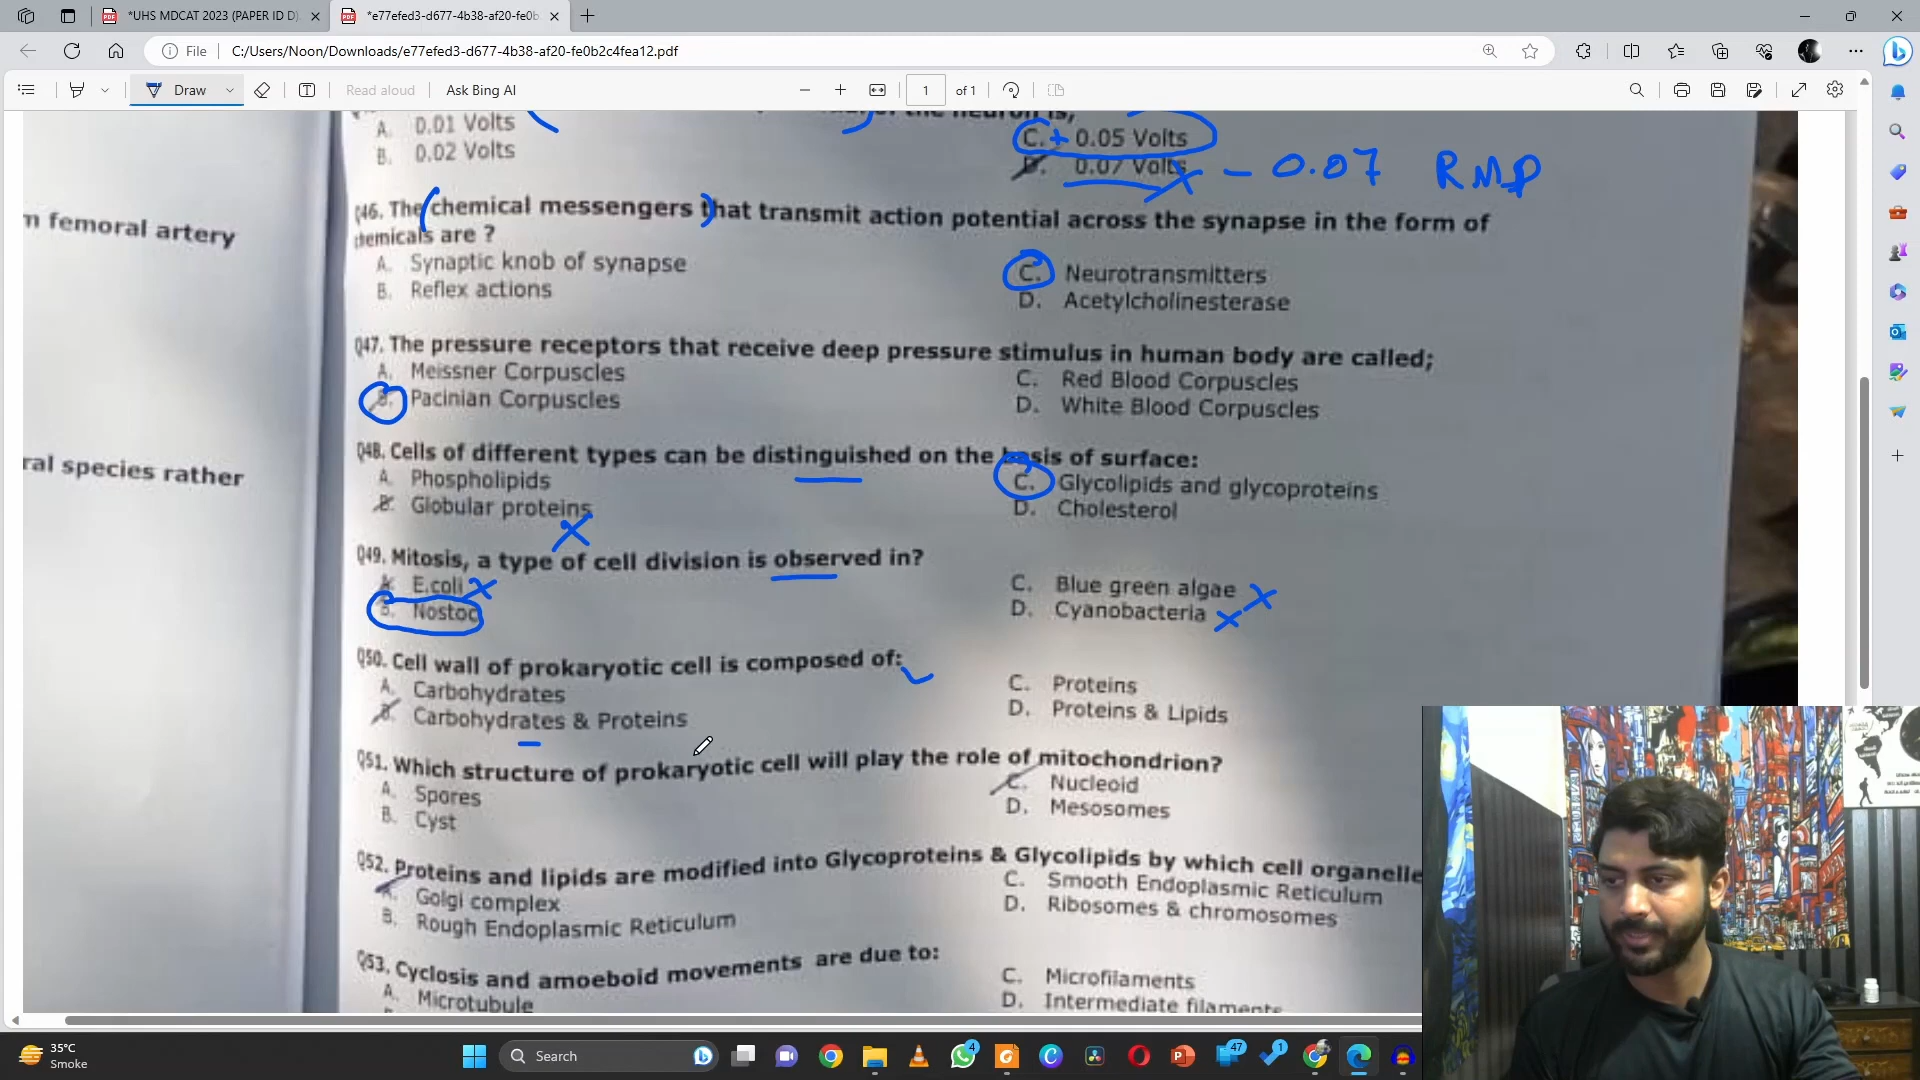 *UHS MDCAT 2023 (PAPER ID D).
*e77efed3-d677-4b38-af20-fe0b
File
C:/Users/Noon/Downloads/e77efed3-d677-4b38-af20-fe0b2c4fea12.pdf
Draw
Read aloud
Ask Bing AI
1
of 1
m femoral artery
ral species rather
of the neuron is,
A. 0.01 Volts
B. 0.02 Volts
C. + 0.05 Volts
D. 0.07 Volts
- 0.07 RMP
Q46. The (chemical messengers) that transmit action potential across the synapse in the form of
chemicals are ?
A. Synaptic knob of synapse
B. Reflex actions
C. Neurotransmitters
D. Acetylcholinesterase
Q47. The pressure receptors that receive deep pressure stimulus in human body are called;
A. Meissner Corpuscles
B. Pacinian Corpuscles
C. Red Blood Corpuscles
D. White Blood Corpuscles
Q48. Cells of different types can be distinguished on the basis of surface:
A. Phospholipids
B. Globular proteins
C. Glycolipids and glycoproteins
D. Cholesterol
Q49. Mitosis, a type of cell division is observed in?
A. E.coli
B. Nostoc
C. Blue green algae
D. Cyanobacteria
Q50. Cell wall of prokaryotic cell is composed of:
A. Carbohydrates
B. Carbohydrates & Proteins
C. Proteins
D. Proteins & Lipids
Q51. Which structure of prokaryotic cell will play the role of mitochondrion?
A. Spores
B. Cyst
C. Nucleoid
D. Mesosomes
Q52. Proteins and lipids are modified into Glycoproteins & Glycolipids by which cell organelle
A. Golgi complex
B. Rough Endoplasmic Reticulum
C. Smooth Endoplasmic Reticulum
D. Ribosomes & chromosomes
Q53. Cyclosis and amoeboid movements are due to:
A. Microtubule
C. Microfilaments
D. Intermediate filaments
35°C
Smoke
Search
4
47
1